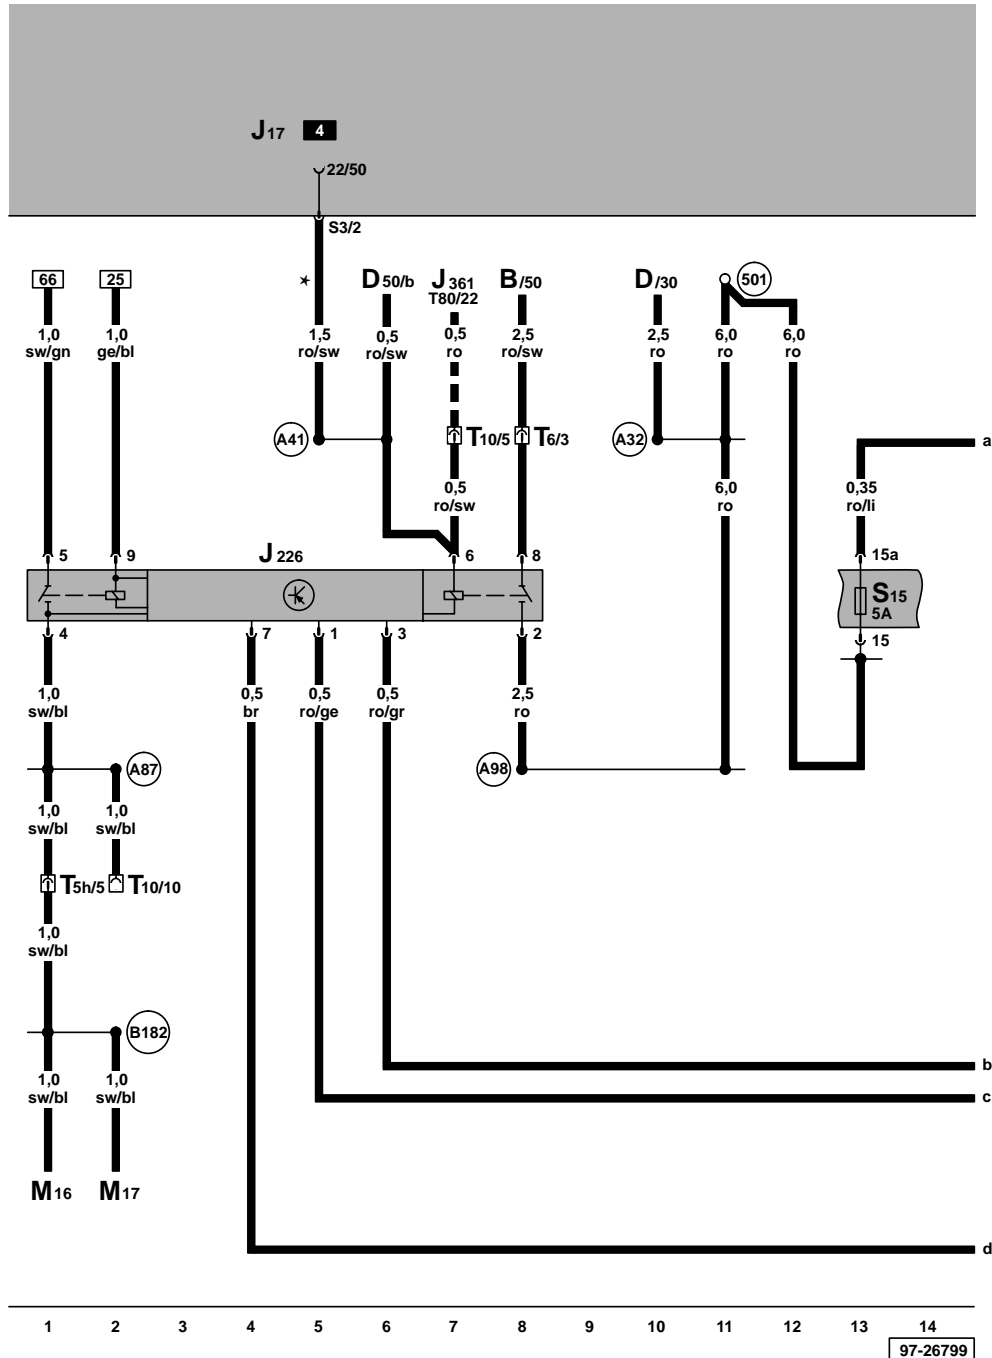 J17 4
22/50
S3/2
66 25 D 50/b J 361 B/50 D/30 501
T80/22
1,0 1,0 1,5 0,5 0,5 2,5 2,5 6,0 6,0
sw/gn ge/bl ro/sw ro/sw ro ro/sw ro ro ro
A41 T10/5 T6/3 A32 a
0,5 6,0 0,35
ro/sw ro ro/li
5 9 J 226 6 8 15a
S15
5A
4 7 1 3 2 15
1,0 0,5 0,5 0,5 2,5
sw/bl br ro/ge ro/gr ro
A87 A98
1,0 1,0
sw/bl sw/bl
T5h/5 T10/10
1,0
sw/bl
B182
b
1,0 1,0
sw/bl sw/bl
c
M16 M17
d
1 2 3 4 5 6 7 8 9 10 11 12 13 14
97-26799